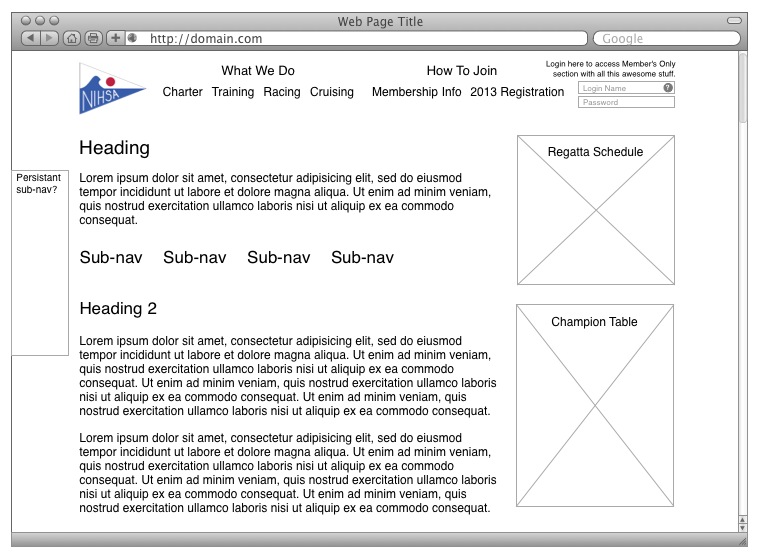 Web Page Title
http://domain.com
Google
Login here to access Member's Only
section with all this awesome stuff.
What We Do
How To Join
Login Name
?
NIHSA
Charter Training Racing Cruising
Membership Info 2013 Registration
Password
Heading
Regatta Schedule
Persistant
sub-nav?
Lorem ipsum dolor sit amet, consectetur adipisicing elit, sed do eiusmod
tempor incididunt ut labore et dolore magna aliqua. Ut enim ad minim veniam,
quis nostrud exercitation ullamco laboris nisi ut aliquip ex ea commodo
consequat.
Sub-nav Sub-nav Sub-nav Sub-nav
Heading 2
Champion Table
Lorem ipsum dolor sit amet, consectetur adipisicing elit, sed do eiusmod
tempor incididunt ut labore et dolore magna aliqua. Ut enim ad minim veniam,
quis nostrud exercitation ullamco laboris nisi ut aliquip ex ea commodo
consequat. Ut enim ad minim veniam, quis nostrud exercitation ullamco laboris
nisi ut aliquip ex ea commodo consequat. Ut enim ad minim veniam, quis
nostrud exercitation ullamco laboris nisi ut aliquip ex ea commodo consequat.
Lorem ipsum dolor sit amet, consectetur adipisicing elit, sed do eiusmod
tempor incididunt ut labore et dolore magna aliqua. Ut enim ad minim veniam,
quis nostrud exercitation ullamco laboris nisi ut aliquip ex ea commodo
consequat. Ut enim ad minim veniam, quis nostrud exercitation ullamco laboris
nisi ut aliquip ex ea commodo consequat. Ut enim ad minim veniam, quis
nostrud exercitation ullamco laboris nisi ut aliquip ex ea commodo consequat.